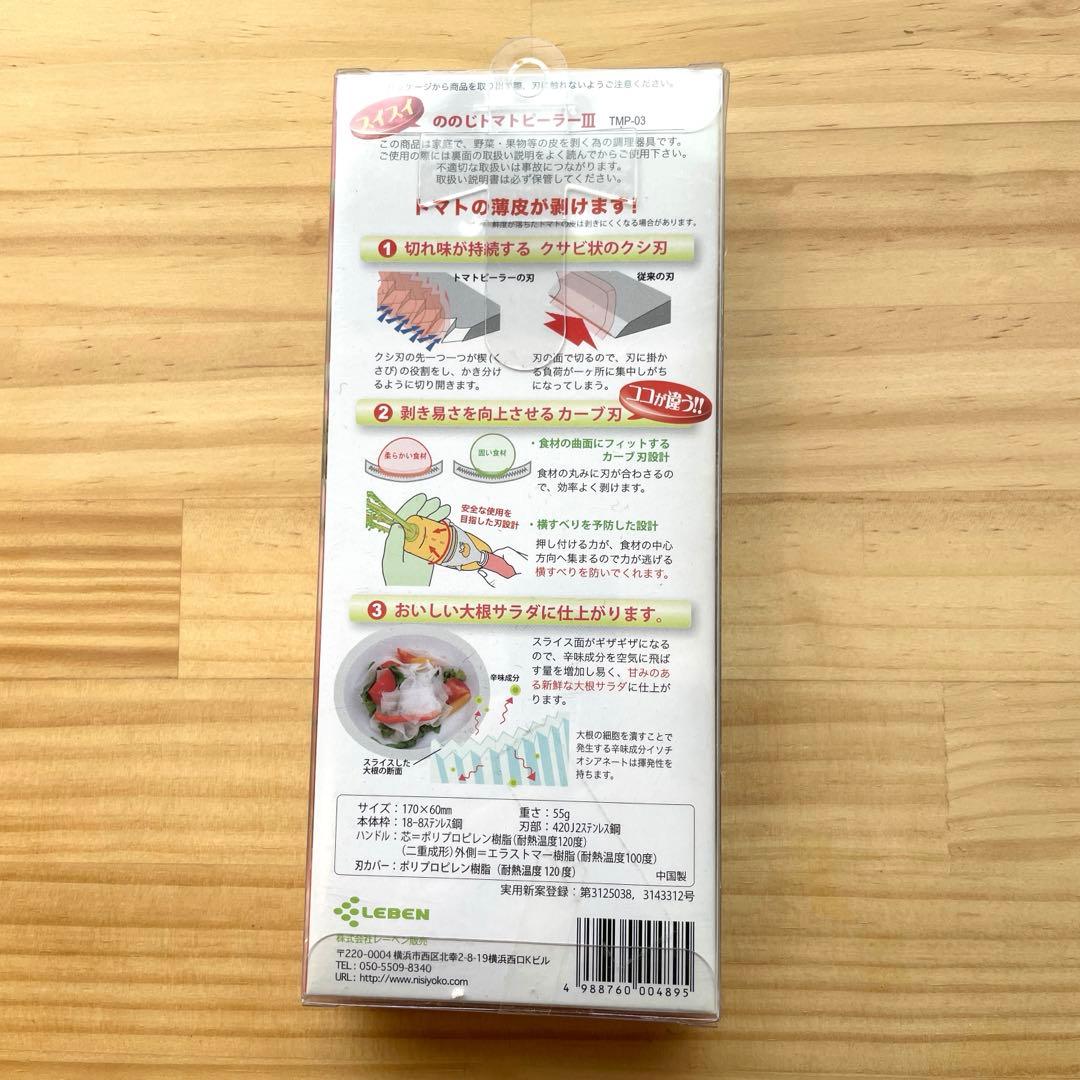 パッケージから商品を取り出す際、刃に触れないようご注意ください。
スイスイ
ののじトマトピーラーIII TMP-03
この商品は家庭で、野菜・果物等の皮を剥く為の調理器具です。
ご使用の際には裏面の取扱い説明をよく読んでからご使用下さい。
不適切な取扱いは事故につながります。
取扱い説明書は必ず保管してください。
トマトの薄皮が剥けます!
鮮度が落ちたトマトの皮は剥きにくくなる場合があります。
1 切れ味が持続する クサビ状のクシ刃
トマトピーラーの刃
従来の刃
クシ刃の先一つ一つが楔(く
さび)の役割をし、かき分け
るように切り開きます。
刃の面で切るので、刃に掛か
る負荷が一ヶ所に集中しがち
になってしまう。
ココが違う!!
2 剥き易さを向上させる カーブ刃
柔らかい食材
固い食材
・食材の曲面にフィットする
カーブ刃設計
食材の丸みに刃が合わさるの
で、効率よく剥けます。
安全な使用を
目指した刃設計
・横すべりを予防した設計
押し付ける力が、食材の中心
方向へ集まるので力が逃げる
横すべりを防いでくれます。
3 おいしい大根サラダに仕上がります。
スライス面がギザギザになる
ので、辛味成分を空気に飛ば
す量を増加し易く、甘みのあ
る新鮮な大根サラダに仕上が
ります。
辛味成分
スライスした
大根の断面
大根の細胞を潰すことで
発生する辛味成分イソチ
オシアネートは揮発性を
持ちます。
サイズ:170×60mm 重さ:55g
本体枠:18-8ステンレス鋼 刃部:420J2ステンレス鋼
ハンドル:芯=ポリプロピレン樹脂(耐熱温度120度)
(二重成形)外側=エラストマー樹脂(耐熱温度100度)
刃カバー:ポリプロピレン樹脂(耐熱温度120度) 中国製
実用新案登録:第3125038, 3143312号
LEBEN
株式会社レーベン販売
〒220-0004 横浜市西区北幸2-8-19横浜西口Kビル
TEL:050-5509-8340
URL:http://www.nisiyoko.com
4 988760 004895